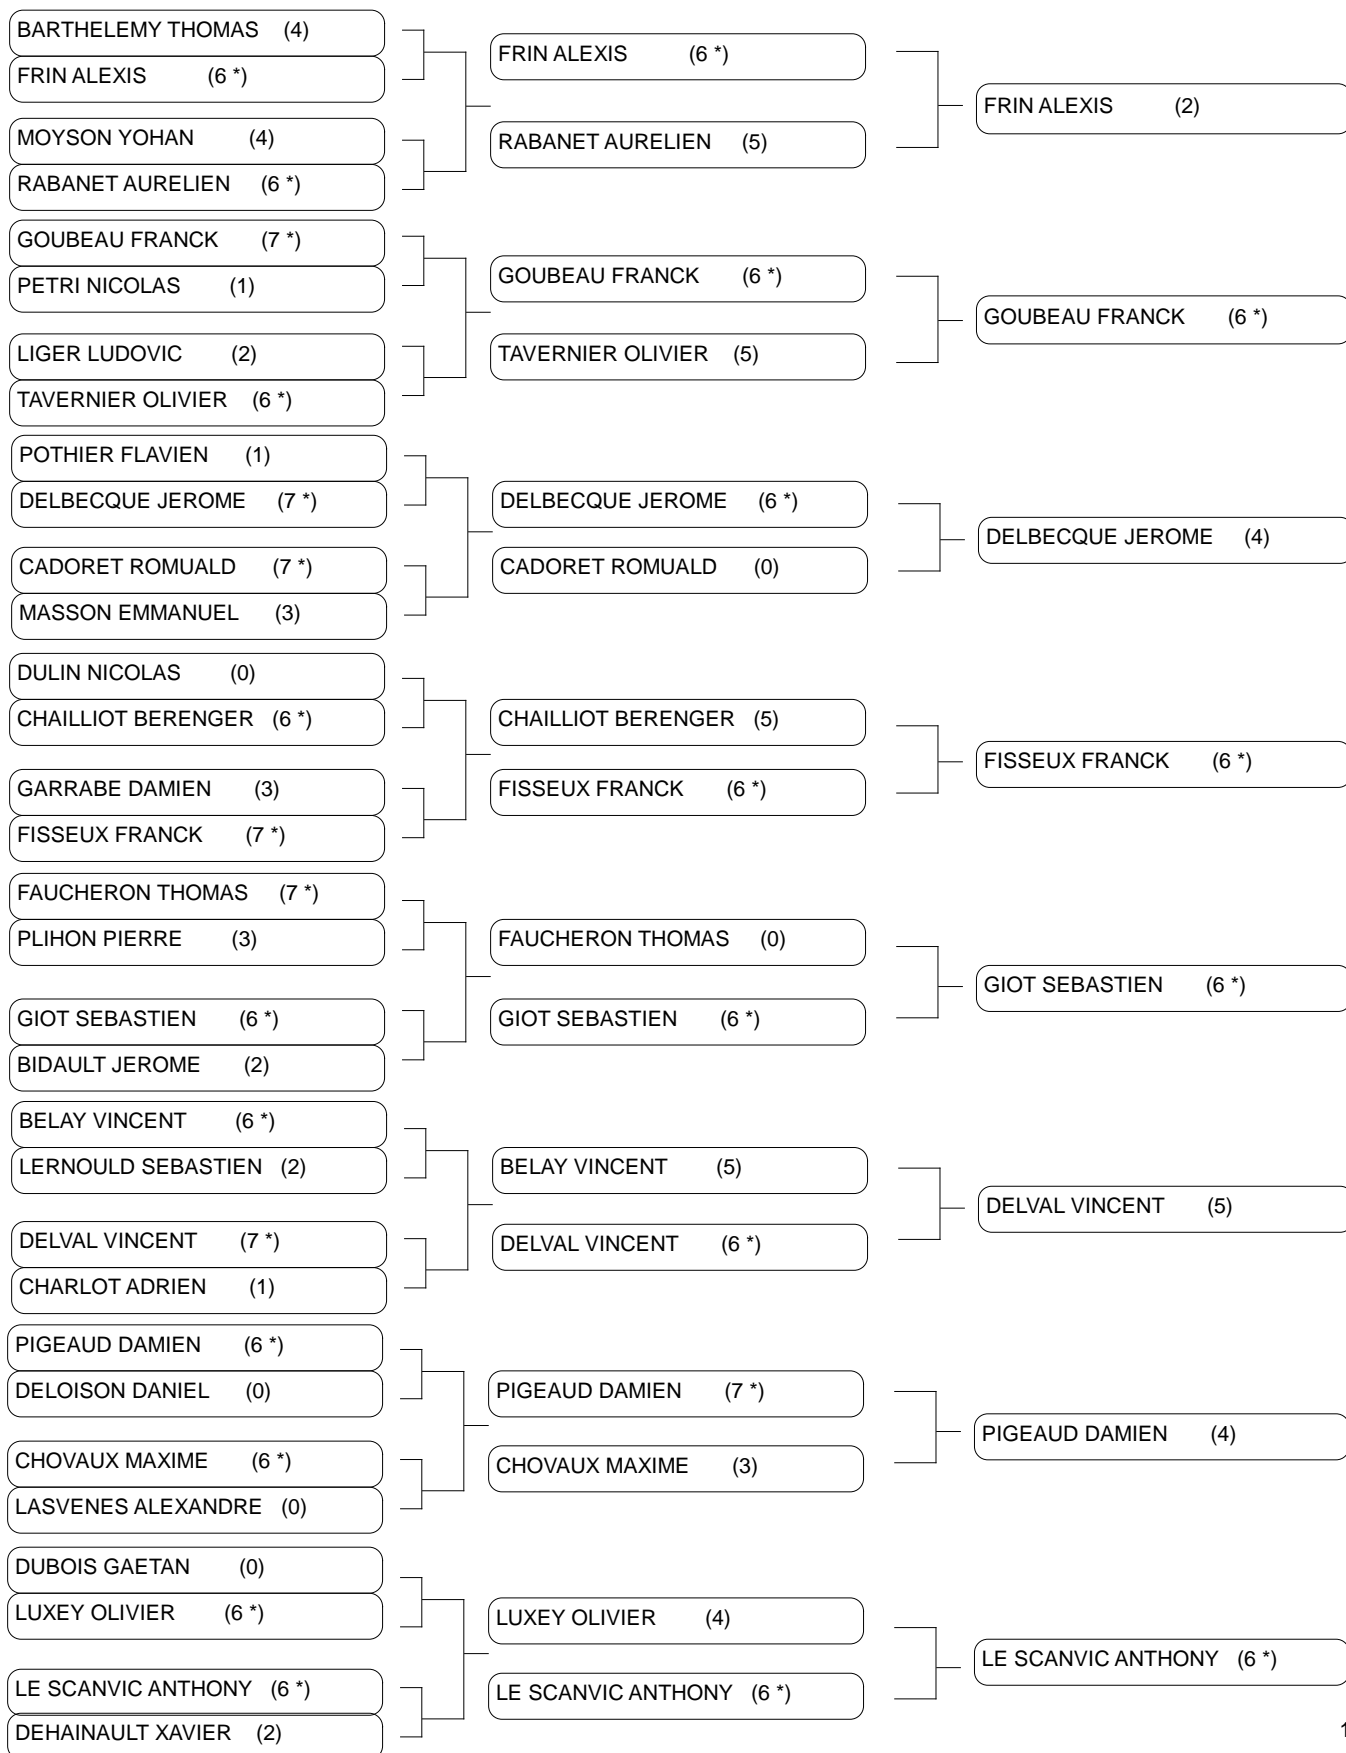 BARTHELEMY THOMAS (4)
FRIN ALEXIS (6 *)
MOYSON YOHAN (4)
RABANET AURELIEN (6 *)
GOUBEAU FRANCK (7 *)
PETRI NICOLAS (1)
LIGER LUDOVIC (2)
TAVERNIER OLIVIER (6 *)
POTHIER FLAVIEN (1)
DELBECQUE JEROME (7 *)
CADORET ROMUALD (7 *)
MASSON EMMANUEL (3)
DULIN NICOLAS (0)
CHAILLIOT BERENGER (6 *)
GARRABE DAMIEN (3)
FISSEUX FRANCK (7 *)
FAUCHERON THOMAS (7 *)
PLIHON PIERRE (3)
GIOT SEBASTIEN (6 *)
BIDAULT JEROME (2)
BELAY VINCENT (6 *)
LERNOULD SEBASTIEN (2)
DELVAL VINCENT (7 *)
CHARLOT ADRIEN (1)
PIGEAUD DAMIEN (6 *)
DELOISON DANIEL (0)
CHOVAUX MAXIME (6 *)
LASVENES ALEXANDRE (0)
DUBOIS GAETAN (0)
LUXEY OLIVIER (6 *)
LE SCANVIC ANTHONY (6 *)
DEHAINAULT XAVIER (2)
FRIN ALEXIS (6 *)
RABANET AURELIEN (5)
GOUBEAU FRANCK (6 *)
TAVERNIER OLIVIER (5)
DELBECQUE JEROME (6 *)
CADORET ROMUALD (0)
CHAILLIOT BERENGER (5)
FISSEUX FRANCK (6 *)
FAUCHERON THOMAS (0)
GIOT SEBASTIEN (6 *)
BELAY VINCENT (5)
DELVAL VINCENT (6 *)
PIGEAUD DAMIEN (7 *)
CHOVAUX MAXIME (3)
LUXEY OLIVIER (4)
LE SCANVIC ANTHONY (6 *)
FRIN ALEXIS (2)
GOUBEAU FRANCK (6 *)
DELBECQUE JEROME (4)
FISSEUX FRANCK (6 *)
GIOT SEBASTIEN (6 *)
DELVAL VINCENT (5)
PIGEAUD DAMIEN (4)
LE SCANVIC ANTHONY (6 *)
1